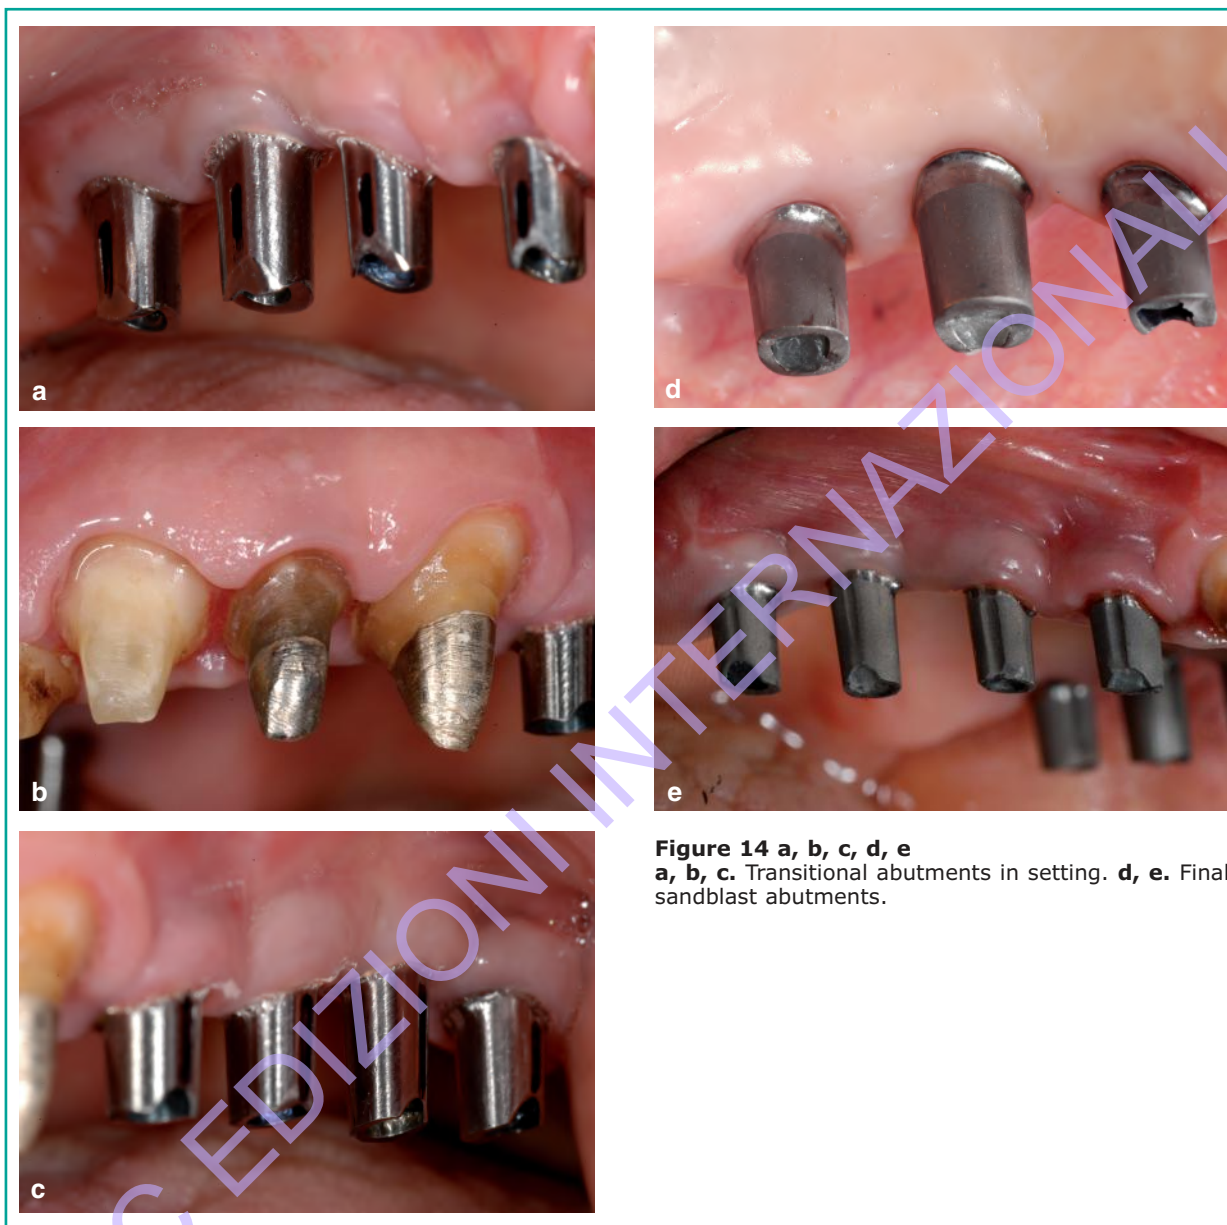 a
d
b
e
Figure 14 a, b, c, d, e
a, b, c. Transitional abutments in setting. d, e. Final
sandblast abutments.
c
C EDIZIONI INTERNAZIONALI